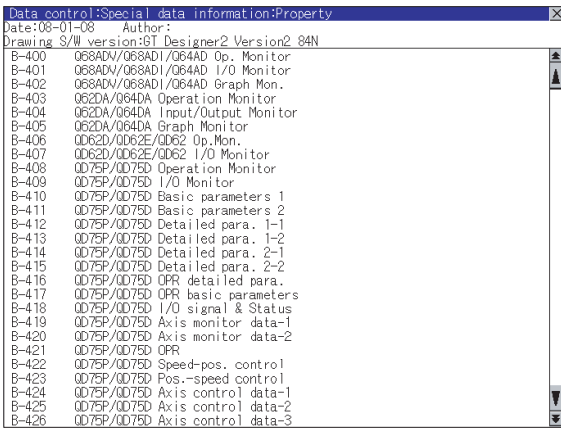 Data control:Special data information:Property
Date:08-01-08 Author:
Drawing S/W version:GT Designer2 Version2 84N
B-400 Q68ADV/Q68ADI/Q64AD Op. Monitor
B-401 Q68ADV/Q68ADI/Q64AD I/O Monitor
B-402 Q68ADV/Q68ADI/Q64AD Graph Mon.
B-403 Q62DA/Q64DA Operation Monitor
B-404 Q62DA/Q64DA Input/Output Monitor
B-405 Q62DA/Q64DA Graph Monitor
B-406 QD62D/QD62E/QD62 Op.Mon.
B-407 QD62D/QD62E/QD62 I/O Monitor
B-408 QD75P/QD75D Operation Monitor
B-409 QD75P/QD75D I/O Monitor
B-410 QD75P/QD75D Basic parameters 1
B-411 QD75P/QD75D Basic parameters 2
B-412 QD75P/QD75D Detailed para. 1-1
B-413 QD75P/QD75D Detailed para. 1-2
B-414 QD75P/QD75D Detailed para. 2-1
B-415 QD75P/QD75D Detailed para. 2-2
B-416 QD75P/QD75D OPR detailed para.
B-417 QD75P/QD75D OPR basic parameters
B-418 QD75P/QD75D I/O signal & Status
B-419 QD75P/QD75D Axis monitor data-1
B-420 QD75P/QD75D Axis monitor data-2
B-421 QD75P/QD75D OPR
B-422 QD75P/QD75D Speed-pos. control
B-423 QD75P/QD75D Pos.-speed control
B-424 QD75P/QD75D Axis control data-1
B-425 QD75P/QD75D Axis control data-2
B-426 QD75P/QD75D Axis control data-3